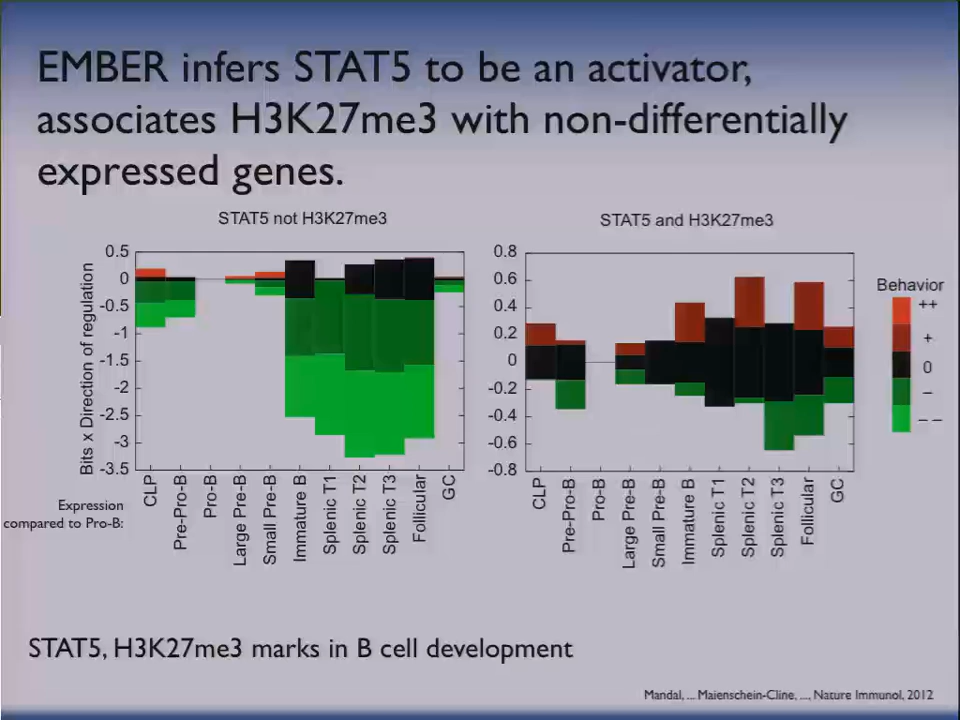 EMBER infers STAT5 to be an activator,
associates H3K27me3 with non-differentially
expressed genes.
STAT5 not H3K27me3
STAT5 and H3K27me3
Bits x Direction of regulation
0.5
0
-0.5
-1
-1.5
-2
-2.5
-3
-3.5
CLP
Pre-Pro-B
Pro-B
Large Pre-B
Small Pre-B
Immature B
Splenic T1
Splenic T2
Splenic T3
Follicular
GC
Expression
compared to Pro-B:
0.8
0.6
0.4
0.2
0
-0.2
-0.4
-0.6
-0.8
CLP
Pre-Pro-B
Pro-B
Large Pre-B
Small Pre-B
Immature B
Splenic T1
Splenic T2
Splenic T3
Follicular
GC
Behavior
++
+
0
–
– –
STAT5, H3K27me3 marks in B cell development
Mandal, ... Maienschein-Cline, ..., Nature Immunol, 2012